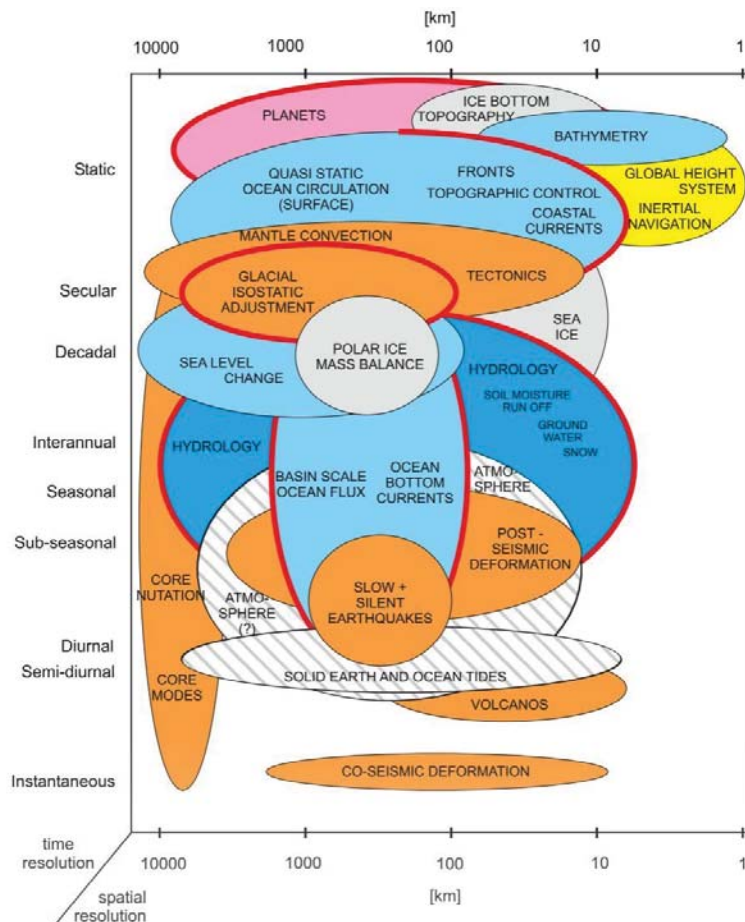 [km]
10000 1000 100 10 1
ICE BOTTOM
TOPOGRAPHY
PLANETS
BATHYMETRY
Static
QUASI STATIC
OCEAN CIRCULATION
(SURFACE)
FRONTS
TOPOGRAPHIC CONTROL
COASTAL
CURRENTS
GLOBAL HEIGHT
SYSTEM
INERTIAL
NAVIGATION
MANTLE CONVECTION
Secular
GLACIAL
ISOSTATIC
ADJUSTMENT
TECTONICS
SEA
ICE
Decadal
SEA LEVEL
CHANGE
POLAR ICE
MASS BALANCE
HYDROLOGY
SOIL MOISTURE
RUN OFF
GROUND
WATER
SNOW
Interannual
HYDROLOGY
Seasonal
BASIN SCALE
OCEAN FLUX
OCEAN
BOTTOM
CURRENTS
ATMO-
SPHERE
Sub-seasonal
POST -
SEISMIC
DEFORMATION
CORE
NUTATION
ATMO-
SPHERE
(?)
SLOW +
SILENT
EARTHQUAKES
Diurnal
Semi-diurnal
CORE
MODES
SOLID EARTH AND OCEAN TIDES
VOLCANOS
Instantaneous
CO-SEISMIC DEFORMATION
time
resolution
10000 1000 100 10 1
spatial
resolution
[km]